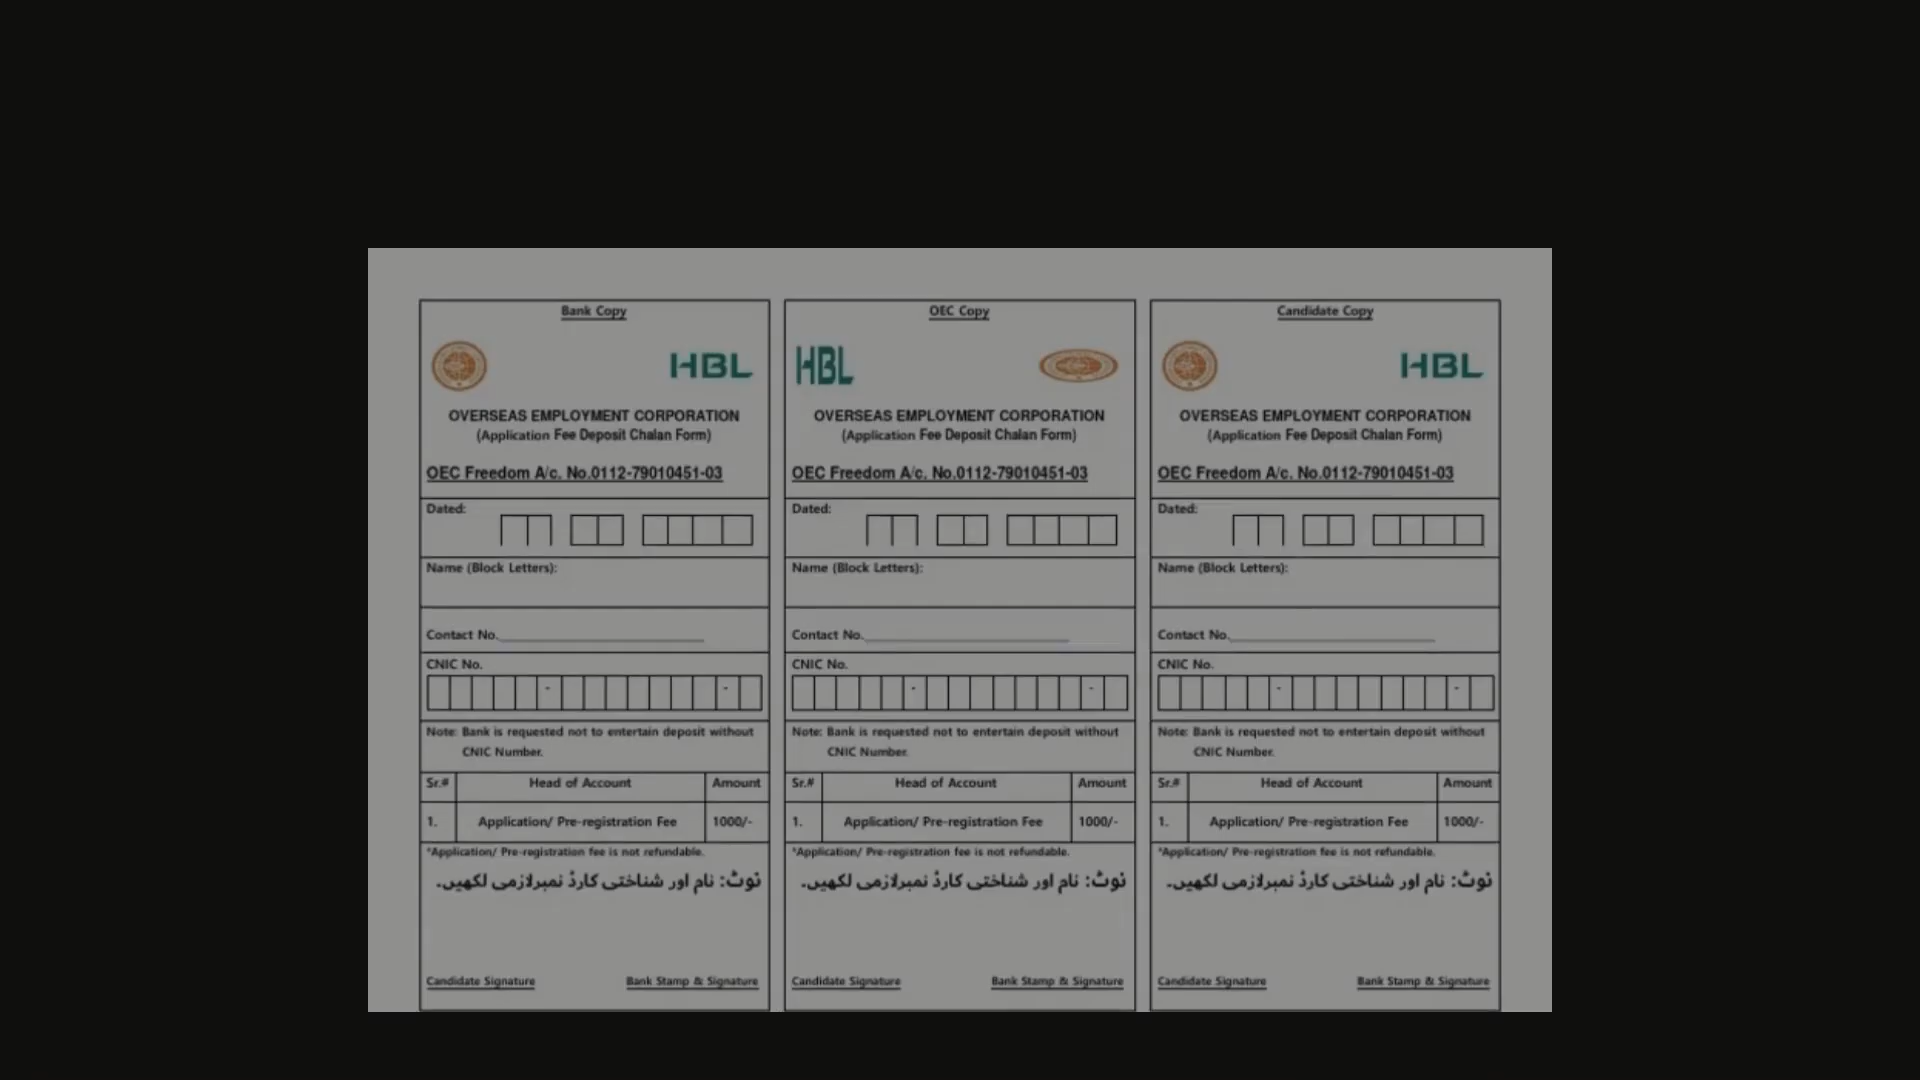 Bank Copy
HBL
OVERSEAS EMPLOYMENT CORPORATION
(Application Fee Deposit Chalan Form)
OEC Freedom A/c. No.0112-79010451-03
Dated:
Name (Block Letters):
Contact No.
CNIC No.
- -
Note: Bank is requested not to entertain deposit without
CNIC Number.
Sr.# Head of Account Amount
1. Application/ Pre-registration Fee 1000/-
*Application/ Pre-registration fee is not refundable.
نوٹ: نام اور شناختی کارڈ نمبرلازمی لکھیں۔
Candidate Signature Bank Stamp & Signature
OEC Copy
HBL
OVERSEAS EMPLOYMENT CORPORATION
(Application Fee Deposit Chalan Form)
OEC Freedom A/c. No.0112-79010451-03
Dated:
Name (Block Letters):
Contact No.
CNIC No.
- -
Note: Bank is requested not to entertain deposit without
CNIC Number.
Sr.# Head of Account Amount
1. Application/ Pre-registration Fee 1000/-
*Application/ Pre-registration fee is not refundable.
نوٹ: نام اور شناختی کارڈ نمبرلازمی لکھیں۔
Candidate Signature Bank Stamp & Signature
Candidate Copy
HBL
OVERSEAS EMPLOYMENT CORPORATION
(Application Fee Deposit Chalan Form)
OEC Freedom A/c. No.0112-79010451-03
Dated:
Name (Block Letters):
Contact No.
CNIC No.
- -
Note: Bank is requested not to entertain deposit without
CNIC Number.
Sr.# Head of Account Amount
1. Application/ Pre-registration Fee 1000/-
*Application/ Pre-registration fee is not refundable.
نوٹ: نام اور شناختی کارڈ نمبرلازمی لکھیں۔
Candidate Signature Bank Stamp & Signature